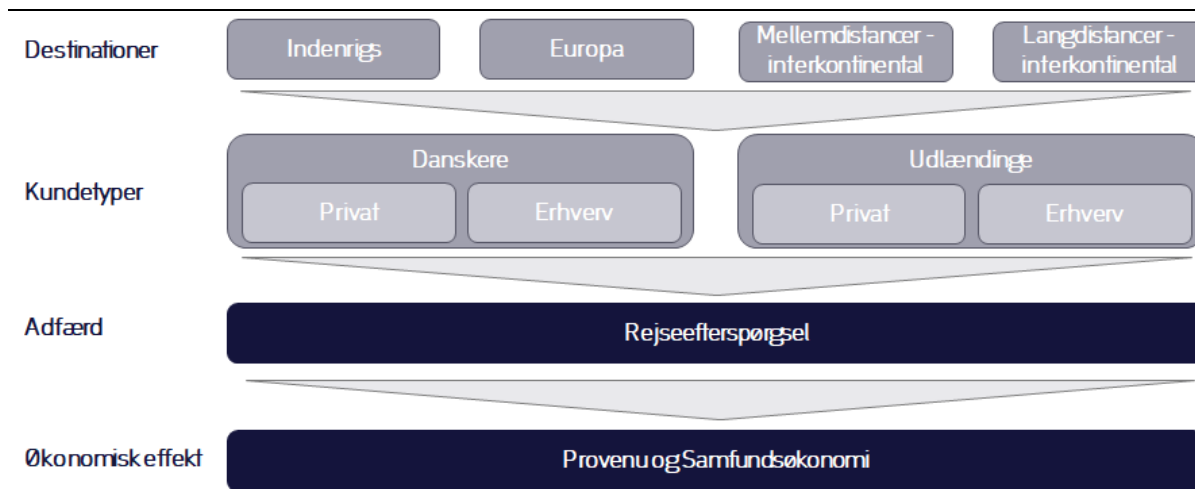 Destinationer
Indenrigs
Europa
Mellemdistancer -
interkontinental
Langdistancer -
interkontinental
Kundetyper
Danskere
Privat
Erhverv
Udlændinge
Privat
Erhverv
Adfærd
Rejseefterspørgsel
Økonomisk effekt
Provenu og Samfundsøkonomi